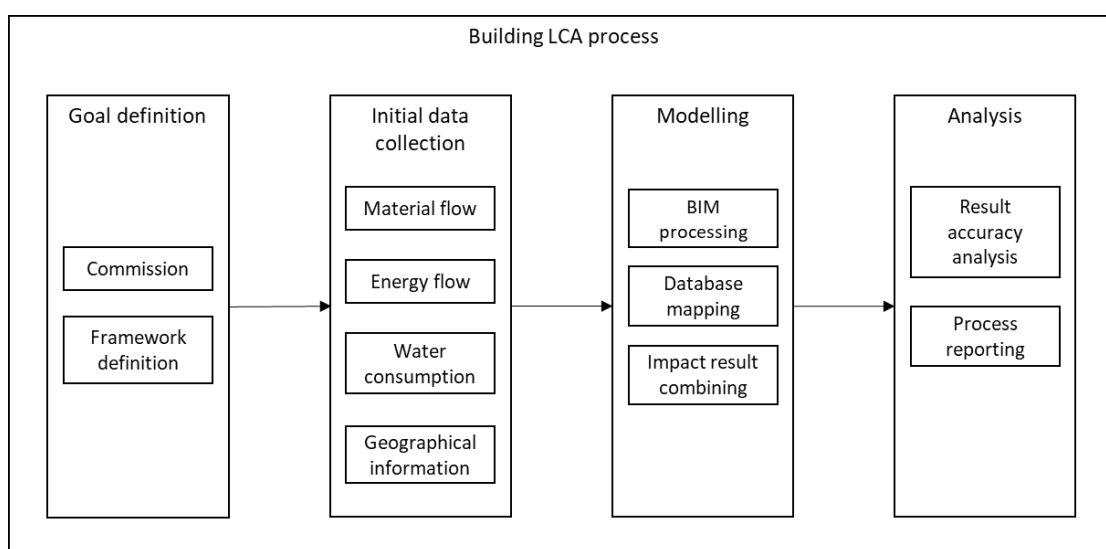 Building LCA process
Goal definition
Commission
Framework
definition
Initial data
collection
Material flow
Energy flow
Water
consumption
Geographical
information
Modelling
BIM
processing
Database
mapping
Impact result
combining
Analysis
Result
accuracy
analysis
Process
reporting